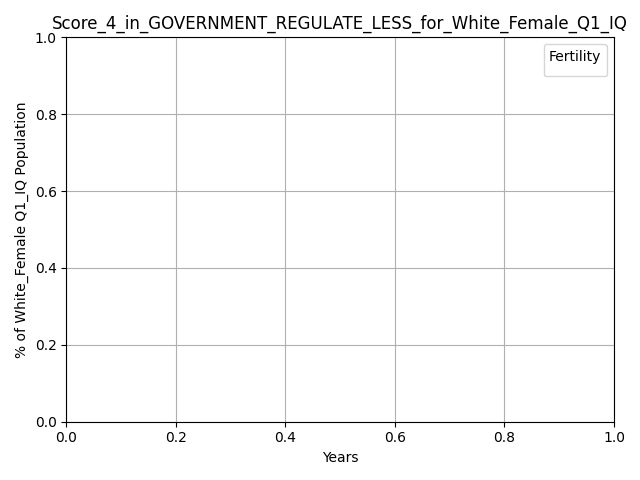 Score_4_in_GOVERNMENT_REGULATE_LESS_for_White_Female_Q1_IQ
Fertility
% of White_Female Q1_IQ Population
1.0
0.8
0.6
0.4
0.2
0.0
0.0 0.2 0.4 0.6 0.8 1.0
Years